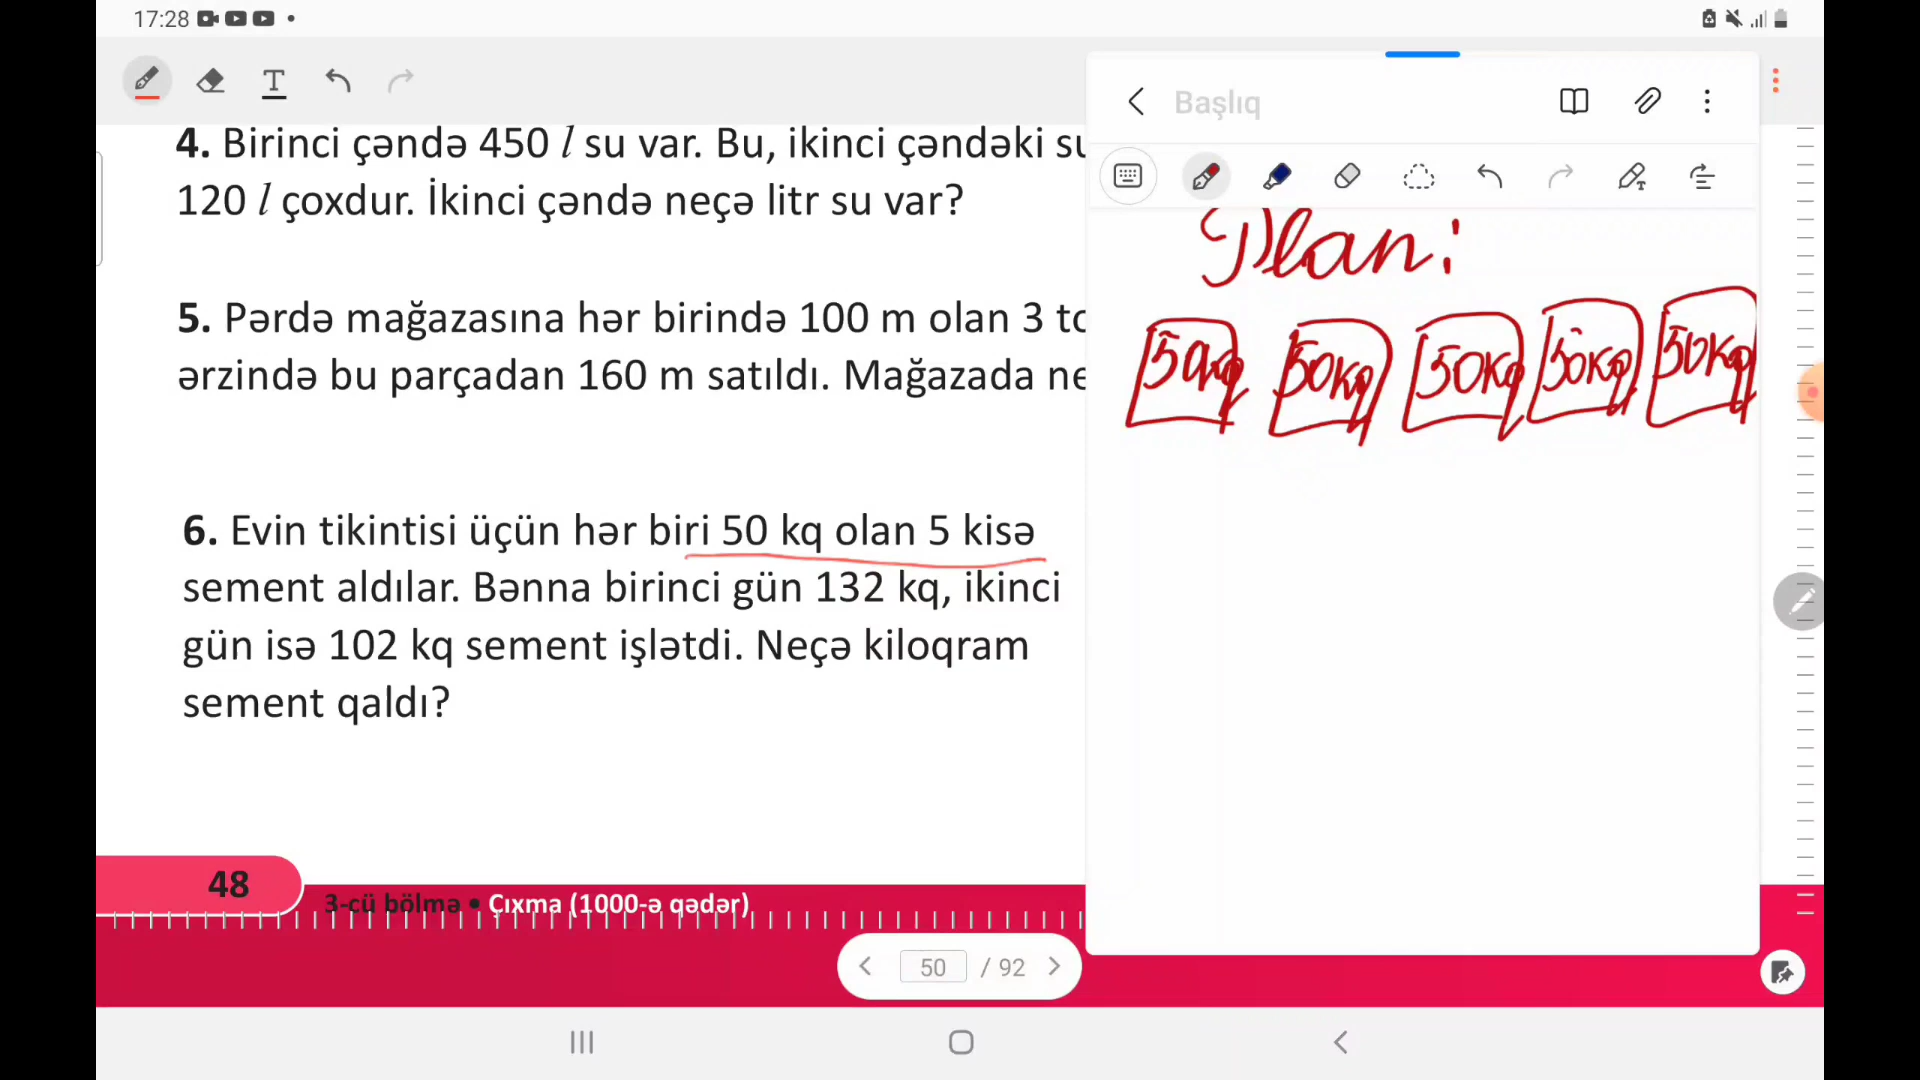 17:28
4. Birinci çəndə 450 l su var. Bu, ikinci çəndəki su
120 l çoxdur. İkinci çəndə neçə litr su var?
5. Pərdə mağazasına hər birində 100 m olan 3 to
ərzində bu parçadan 160 m satıldı. Mağazada ne
6. Evin tikintisi üçün hər biri 50 kq olan 5 kisə
sement aldılar. Bənna birinci gün 132 kq, ikinci
gün isə 102 kq sement işlətdi. Neçə kiloqram
sement qaldı?
48
3-cü bölmə • Çıxma (1000-ə qədər)
50 / 92
Başlıq
Plan:
50kq 50kq 50kq 50kq 50kq